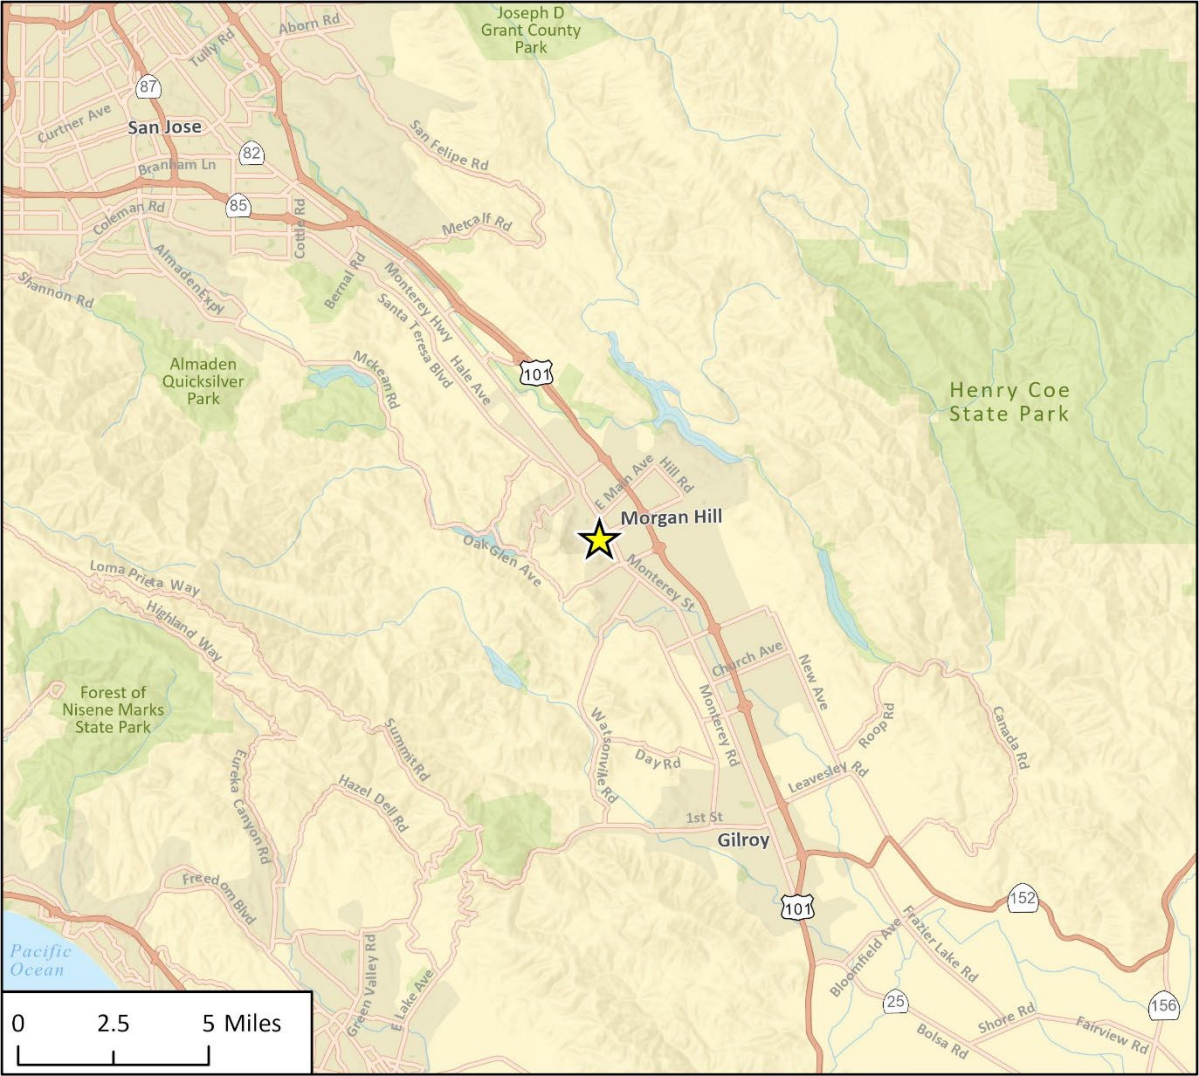 Joseph D
Grant County
Park
Aborn Rd
Tully Rd
87
Curtner Ave
San Jose
82
San Felipe Rd
Branham Ln
85
Coleman Rd
Cottle Rd
Metcalf Rd
Almaden Expy
Bernal Rd
Shannon Rd
Monterey Hwy
Santa Teresa Blvd
Hale Ave
Almaden
Quicksilver
Park
Mckean Rd
101
Henry Coe
State Park
E Main Ave
Hill Rd
Morgan Hill
Oak Glen Ave
Monterey St
Loma Prieta Way
Highland Way
Church Ave
New Ave
Forest of
Nisene Marks
State Park
Monterey Rd
Watsonville Rd
Roop Rd
Canada Rd
Summit Rd
Day Rd
Eureka Canyon Rd
Hazel Dell Rd
Leavesley Rd
1st St
Gilroy
Freedom Blvd
152
101
Pacific
Ocean
Green Valley Rd
E Lake Ave
Bloomfield Ave
Frazier Lake Rd
25
156
Shore Rd
Bolsa Rd
Fairview Rd
0 2.5 5 Miles